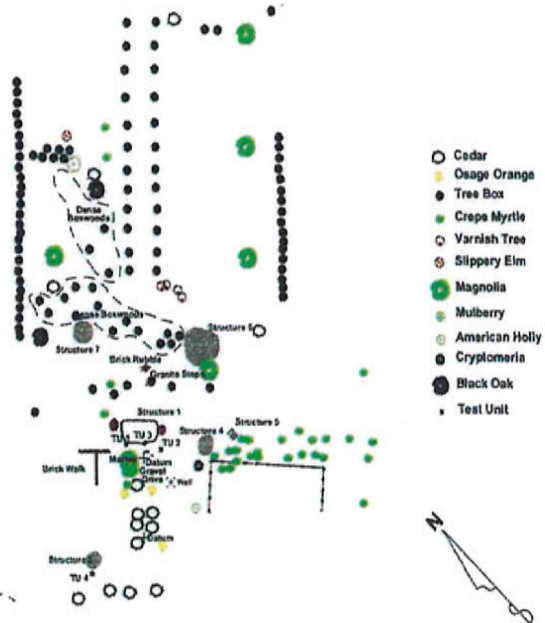 Cedar
Osage Orange
Tree Box
Crepe Myrtle
Varnish Tree
Slippery Elm
Magnolia
Mulberry
American Holly
Cryptomeria
Black Oak
Test Unit
Dense
Boxwoods
Dense Boxwoods
Structure 6
Structure 7
Brick Rubble
Granite Steps
Structure 1
Structure 4
Structure 5
TU 3
TU 2
Datum
Gravel
Drive
Well
Brick Walk
Datum
Structure
TU 4
N